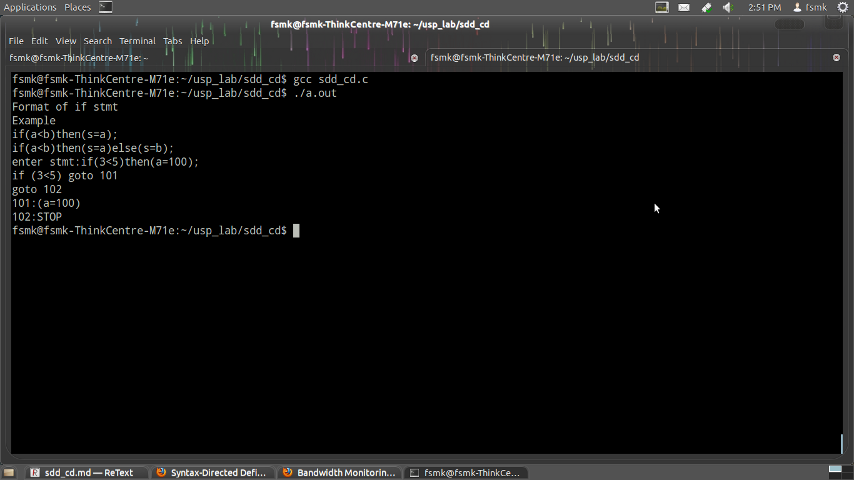 Applications Places 2:51 PM fsmk
fsmk@fsmk-ThinkCentre-M71e: ~/usp_lab/sdd_cd
File Edit View Search Terminal Tabs Help
fsmk@fsmk-ThinkCentre-M71e: ~ fsmk@fsmk-ThinkCentre-M71e: ~/usp_lab/sdd_cd
fsmk@fsmk-ThinkCentre-M71e:~/usp_lab/sdd_cd$ gcc sdd_cd.c
fsmk@fsmk-ThinkCentre-M71e:~/usp_lab/sdd_cd$ ./a.out
Format of if stmt
Example
if(a<b)then(s=a);
if(a<b)then(s=a)else(s=b);
enter stmt:if(3<5)then(a=100);
if (3<5) goto 101
goto 102
101:(a=100)
102:STOP
fsmk@fsmk-ThinkCentre-M71e:~/usp_lab/sdd_cd$
sdd_cd.md — ReText Syntax-Directed Defi... Bandwidth Monitorin... fsmk@fsmk-ThinkCe...